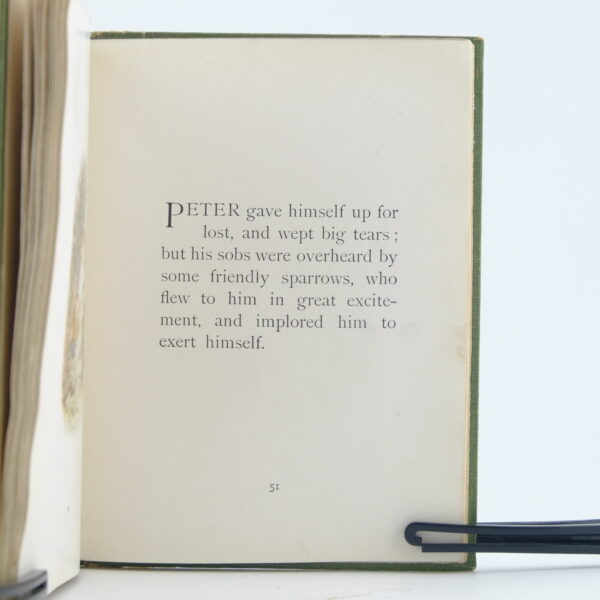 PETER gave himself up for
lost, and wept big tears ;
but his sobs were overheard by
some friendly sparrows, who
flew to him in great excite-
ment, and implored him to
exert himself.
51